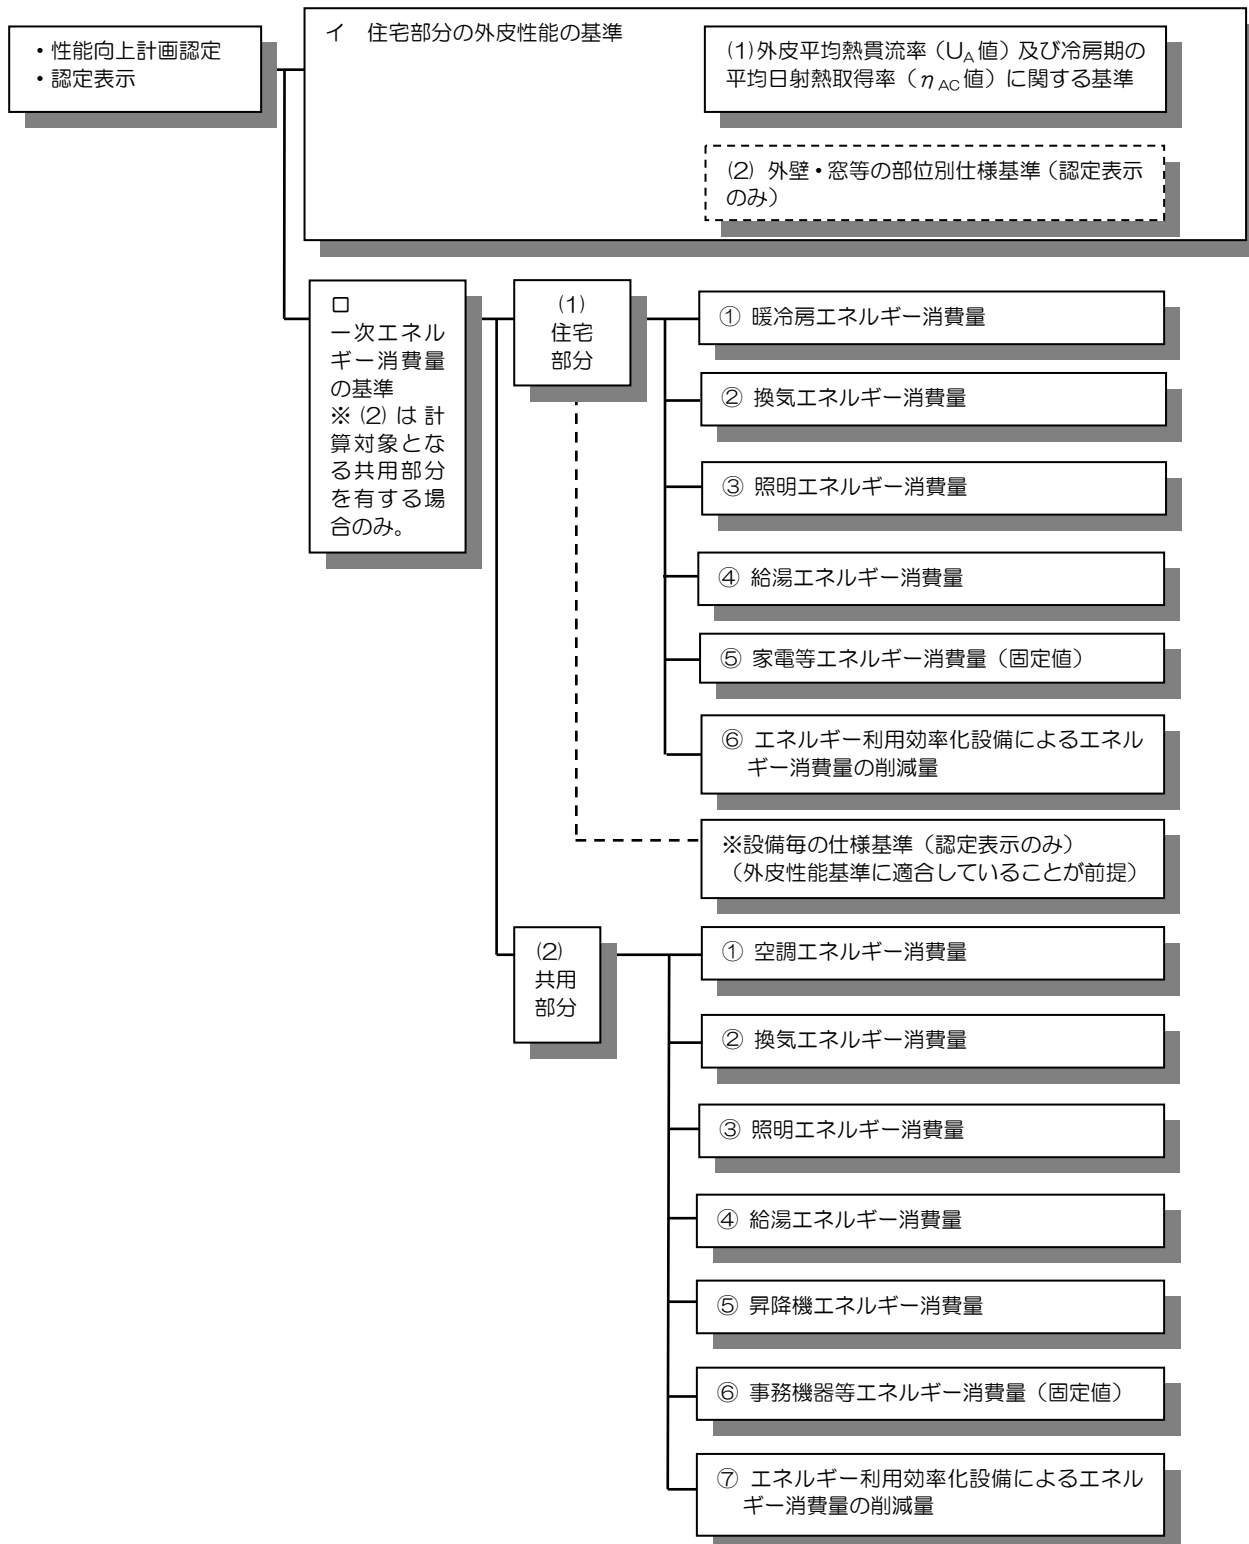 ・性能向上計画認定
・認定表示
イ 住宅部分の外皮性能の基準
(1)外皮平均熱貫流率（UA値）及び冷房期の
平均日射熱取得率（ηAC値）に関する基準
(2) 外壁・窓等の部位別仕様基準（認定表示
のみ）
ロ
一次エネル
ギー消費量
の基準
※(2)は計
算対象とな
る共用部分
を有する場
合のみ。
(1)
住宅
部分
① 暖冷房エネルギー消費量
② 換気エネルギー消費量
③ 照明エネルギー消費量
④ 給湯エネルギー消費量
⑤ 家電等エネルギー消費量（固定値）
⑥ エネルギー利用効率化設備によるエネル
ギー消費量の削減量
※設備毎の仕様基準（認定表示のみ）
（外皮性能基準に適合していることが前提）
(2)
共用
部分
① 空調エネルギー消費量
② 換気エネルギー消費量
③ 照明エネルギー消費量
④ 給湯エネルギー消費量
⑤ 昇降機エネルギー消費量
⑥ 事務機器等エネルギー消費量（固定値）
⑦ エネルギー利用効率化設備によるエネル
ギー消費量の削減量